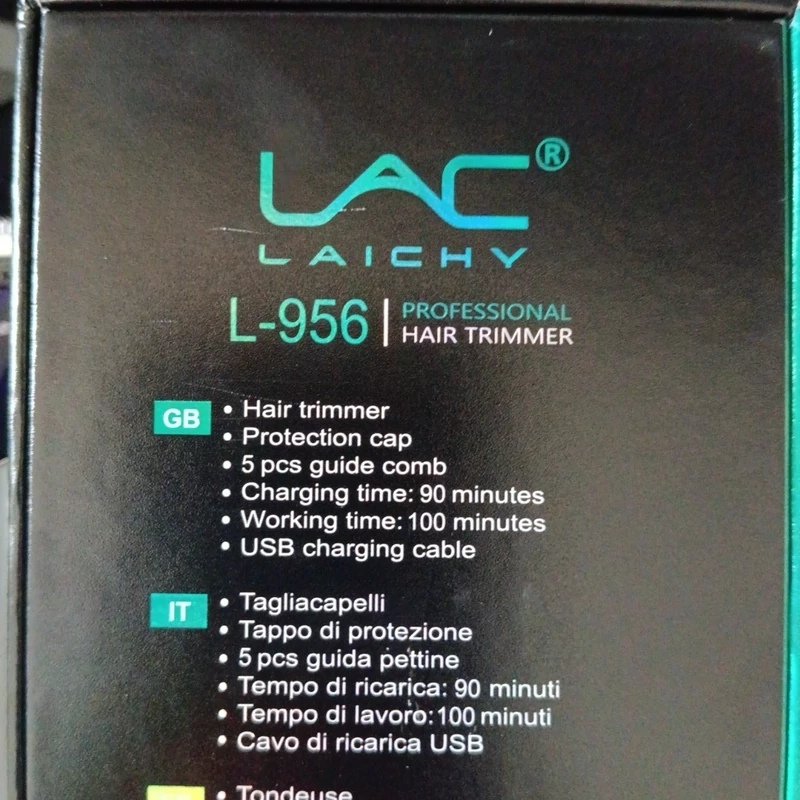 LAC®
LAICHY
L-956 | PROFESSIONAL
HAIR TRIMMER
GB
• Hair trimmer
• Protection cap
• 5 pcs guide comb
• Charging time: 90 minutes
• Working time: 100 minutes
• USB charging cable
IT
• Tagliacapelli
• Tappo di protezione
• 5 pcs guida pettine
• Tempo di ricarica: 90 minuti
• Tempo di lavoro: 100 minuti
• Cavo di ricarica USB
• Tondeuse